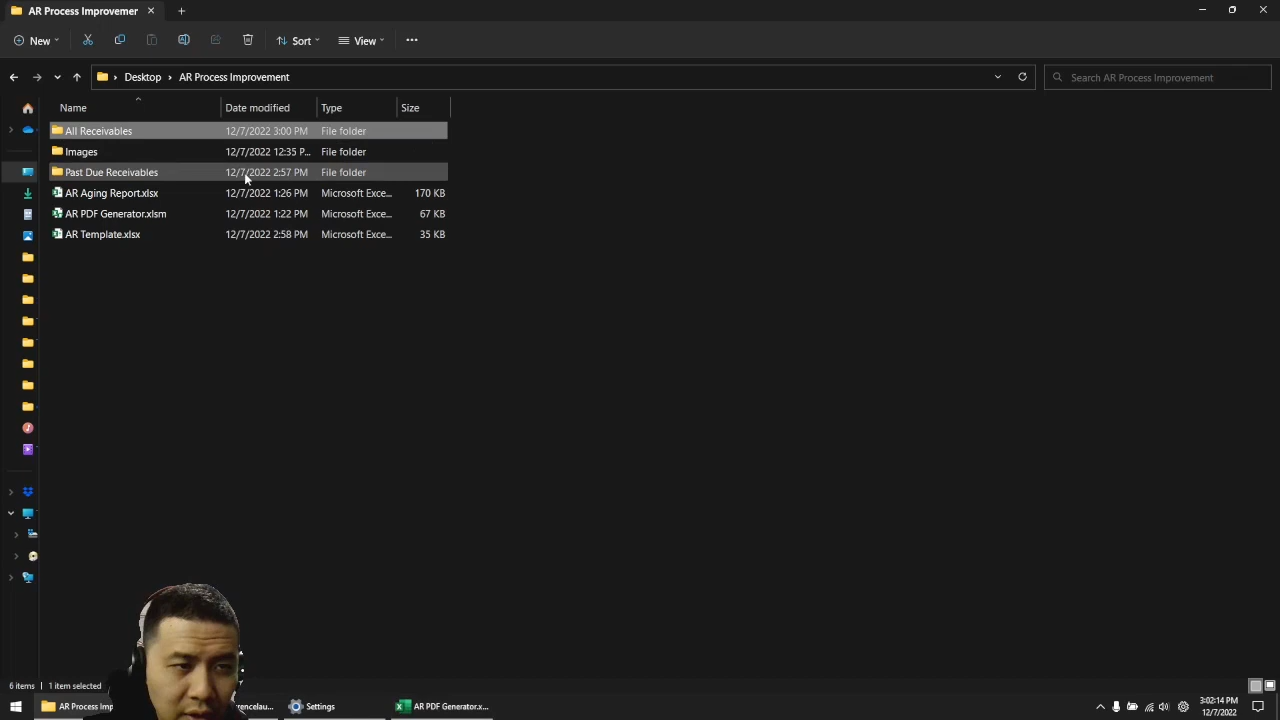 AR Process Improvemer
New
Sort
View
Desktop
AR Process Improvement
Search AR Process Improvement
Name Date modified Type Size
All Receivables 12/7/2022 3:00 PM File folder
Images 12/7/2022 12:35 P... File folder
Past Due Receivables 12/7/2022 2:57 PM File folder
AR Aging Report.xlsx 12/7/2022 1:26 PM Microsoft Exce... 170 KB
AR PDF Generator.xlsm 12/7/2022 1:22 PM Microsoft Exce... 67 KB
AR Template.xlsx 12/7/2022 2:58 PM Microsoft Exce... 35 KB
6 items 1 item selected
AR Process Imp
rencelau...
Settings
AR PDF Generator.x...
3:02:14 PM
12/7/2022